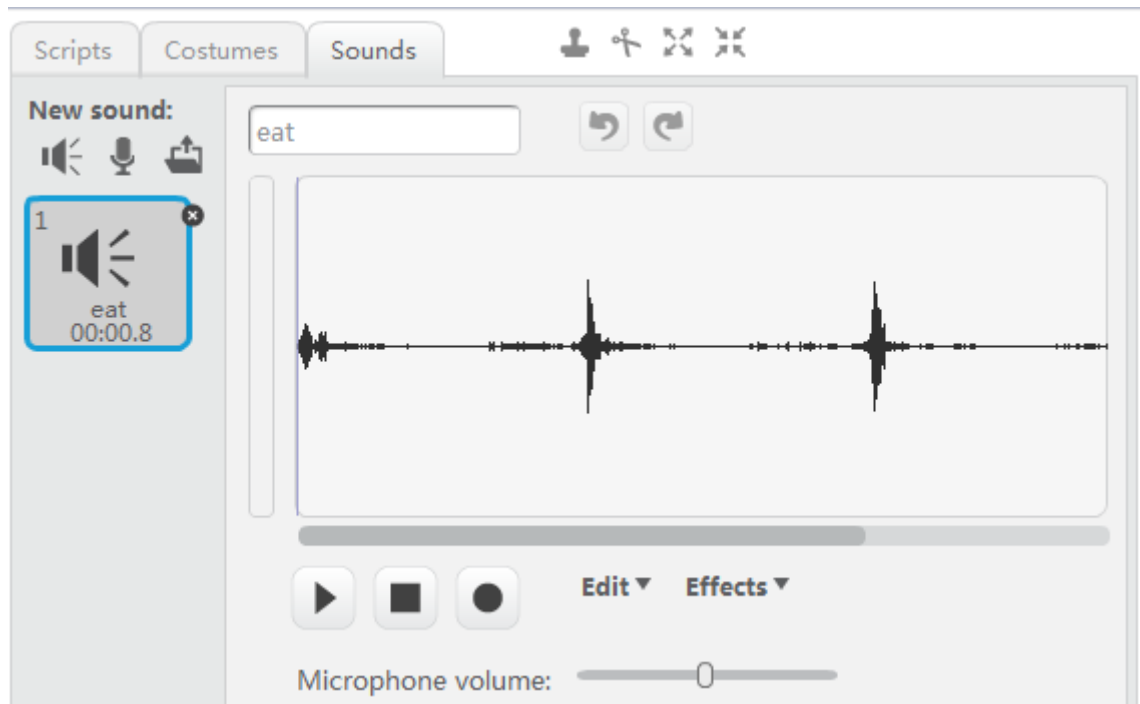 Scripts
Costumes
Sounds
New sound:
eat
1
eat
00:00.8
Edit
Effects
Microphone volume: